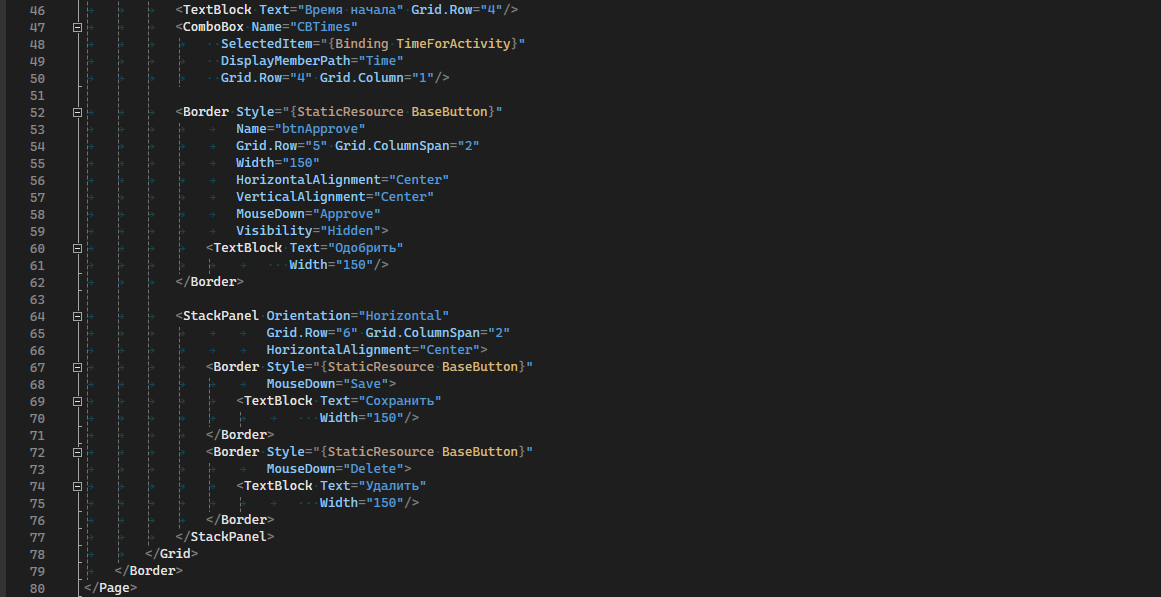 46 <TextBlock Text="Время начала" Grid.Row="4"/>
47 <ComboBox Name="CBTimes"
48 SelectedItem="{Binding TimeForActivity}"
49 DisplayMemberPath="Time"
50 Grid.Row="4" Grid.Column="1"/>
51
52 <Border Style="{StaticResource BaseButton}"
53 Name="btnApprove"
54 Grid.Row="5" Grid.ColumnSpan="2"
55 Width="150"
56 HorizontalAlignment="Center"
57 VerticalAlignment="Center"
58 MouseDown="Approve"
59 Visibility="Hidden">
60 <TextBlock Text="Одобрить"
61 Width="150"/>
62 </Border>
63
64 <StackPanel Orientation="Horizontal"
65 Grid.Row="6" Grid.ColumnSpan="2"
66 HorizontalAlignment="Center">
67 <Border Style="{StaticResource BaseButton}"
68 MouseDown="Save">
69 <TextBlock Text="Сохранить"
70 Width="150"/>
71 </Border>
72 <Border Style="{StaticResource BaseButton}"
73 MouseDown="Delete">
74 <TextBlock Text="Удалить"
75 Width="150"/>
76 </Border>
77 </StackPanel>
78 </Grid>
79 </Border>
80 </Page>